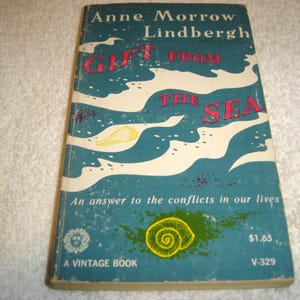 Anne Morrow
Lindbergh
GIFT FROM
THE SEA
An answer to the conflicts in our lives
$1.65
A VINTAGE BOOK
V-329